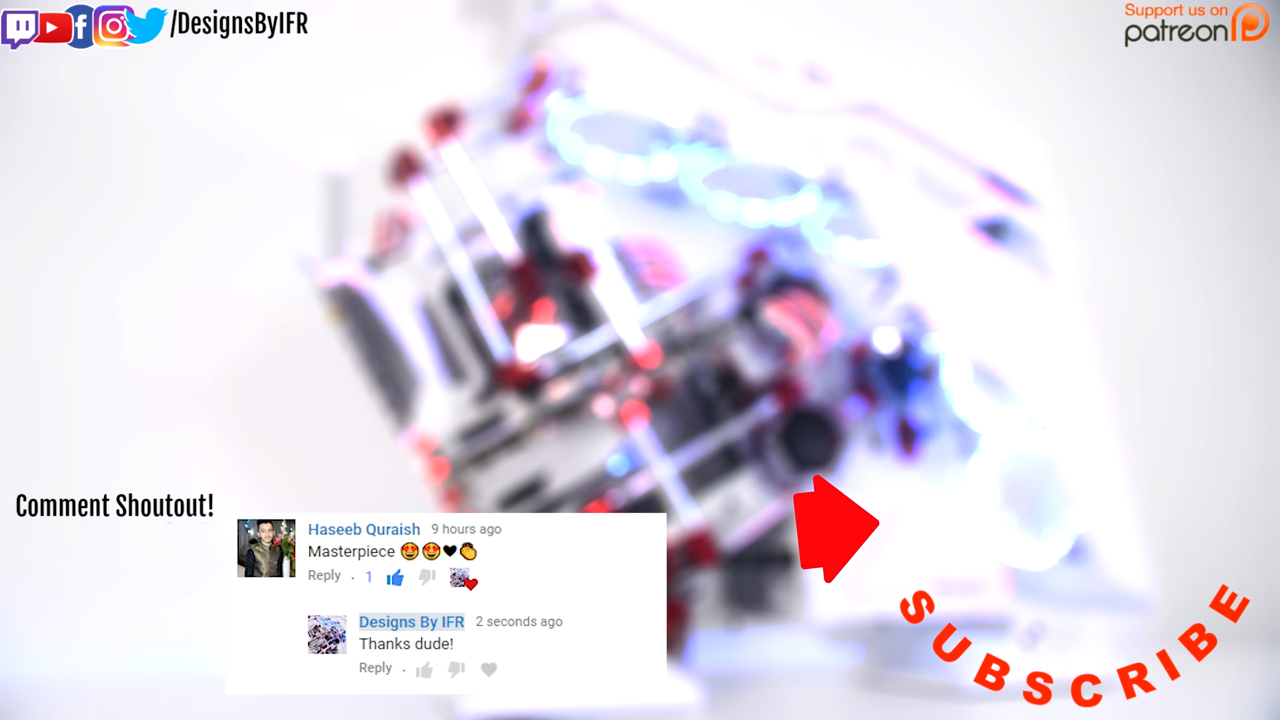 /DesignsByIFR
Support us on
patreon
Comment Shoutout!
Haseeb Quraish 9 hours ago
Masterpiece 😍😍🖤👏
Reply · 1
Designs By IFR 2 seconds ago
Thanks dude!
Reply ·
SUBSCRIBE